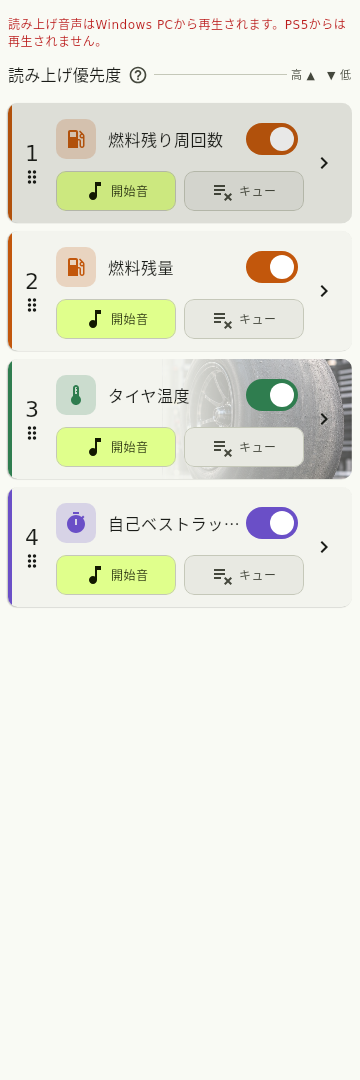 読み上げ音声はWindows PCから再生されます。PS5からは
再生されません。
読み上げ優先度 高 ▲ ▼ 低
1
燃料残り周回数
開始音
キュー
2
燃料残量
開始音
キュー
3
タイヤ温度
開始音
キュー
4
自己ベストラッ…
開始音
キュー